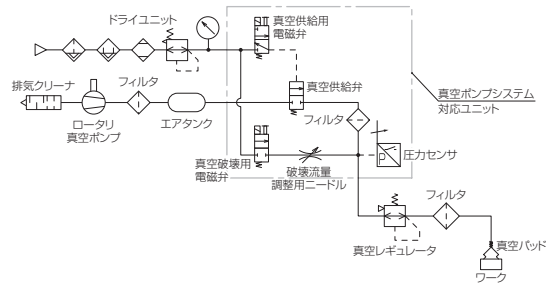 ドライユニット
真空供給用
電磁弁
排気クリーナ
フィルタ
真空供給弁
真空ポンプシステム
対応ユニット
ロータリ
真空ポンプ
エアタンク
フィルタ
真空破壊用
電磁弁
破壊流量
調整用ニードル
P
圧力センサ
フィルタ
真空レギュレータ
真空パッド
ワーク